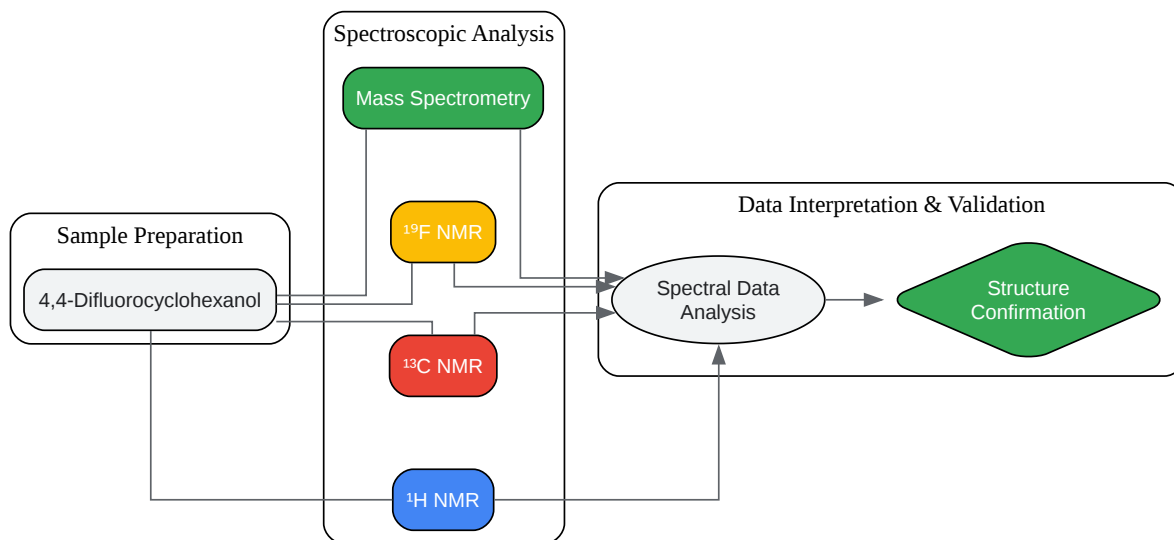 Spectroscopic Analysis
Mass Spectrometry
¹⁹F NMR
¹³C NMR
¹H NMR
Sample Preparation
4,4-Difluorocyclohexanol
Data Interpretation & Validation
Spectral Data
Analysis
Structure
Confirmation